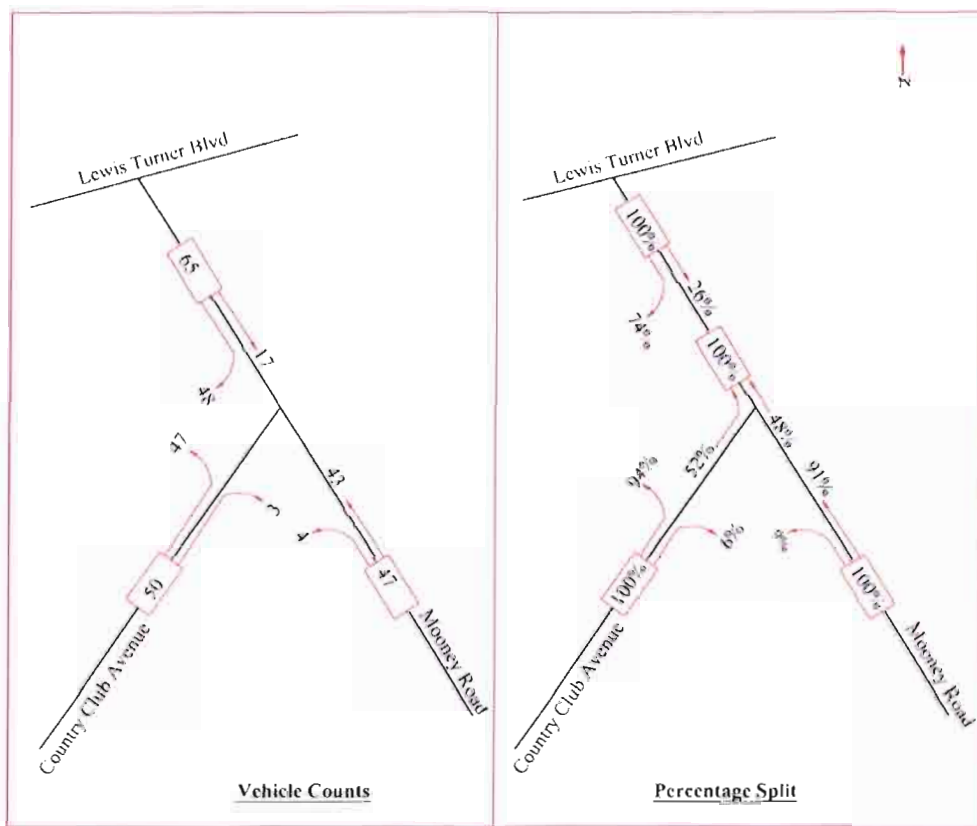 Lewis Turner Blvd
65
17
48
47
3
43
4
50
47
Country Club Avenue
Mooney Road
Vehicle Counts
N
Lewis Turner Blvd
100%
26%
74%
100%
48%
52%
94%
6%
91%
9%
100%
100%
Country Club Avenue
Mooney Road
Percentage Split